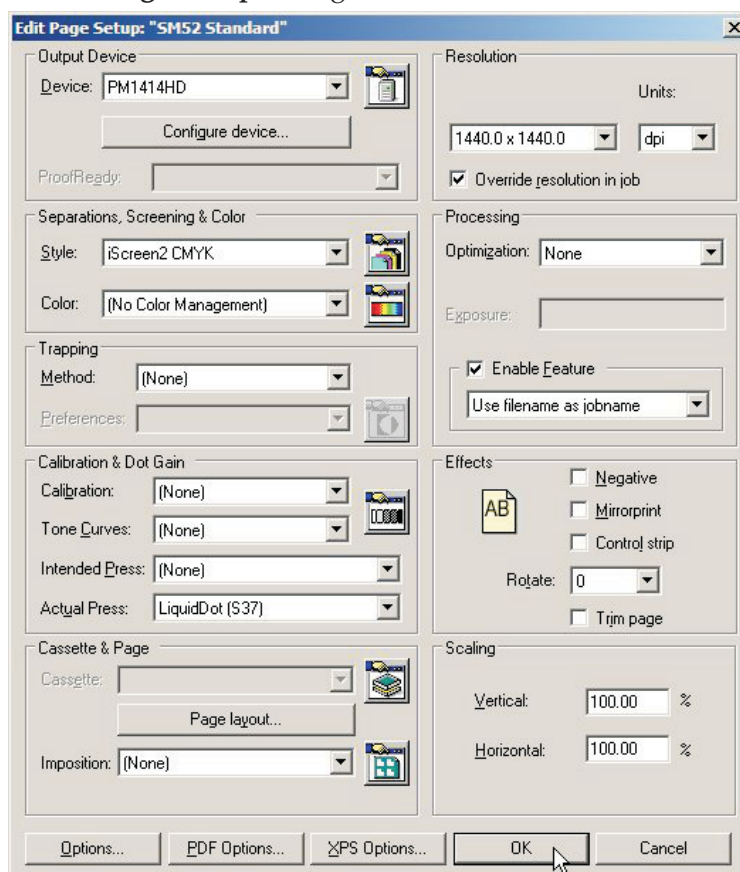 Edit Page Setup: "SM52 Standard"
Output Device
Device: PM1414HD
Configure device...
ProofReady:
Separations, Screening & Color
Style: iScreen2 CMYK
Color: (No Color Management)
Trapping
Method: (None)
Preferences:
Calibration & Dot Gain
Calibration: (None)
Tone Curves: (None)
Intended Press: (None)
Actual Press: LiquidDot (S37)
Cassette & Page
Cassette:
Page layout...
Imposition: (None)
Resolution
Units:
1440.0 x 1440.0 dpi
Override resolution in job
Processing
Optimization: None
Exposure:
Enable Feature
Use filename as jobname
Effects
AB
Negative
Mirrorprint
Control strip
Rotate: 0
Trim page
Scaling
Vertical: 100.00 %
Horizontal: 100.00 %
Options... PDF Options... XPS Options... OK Cancel